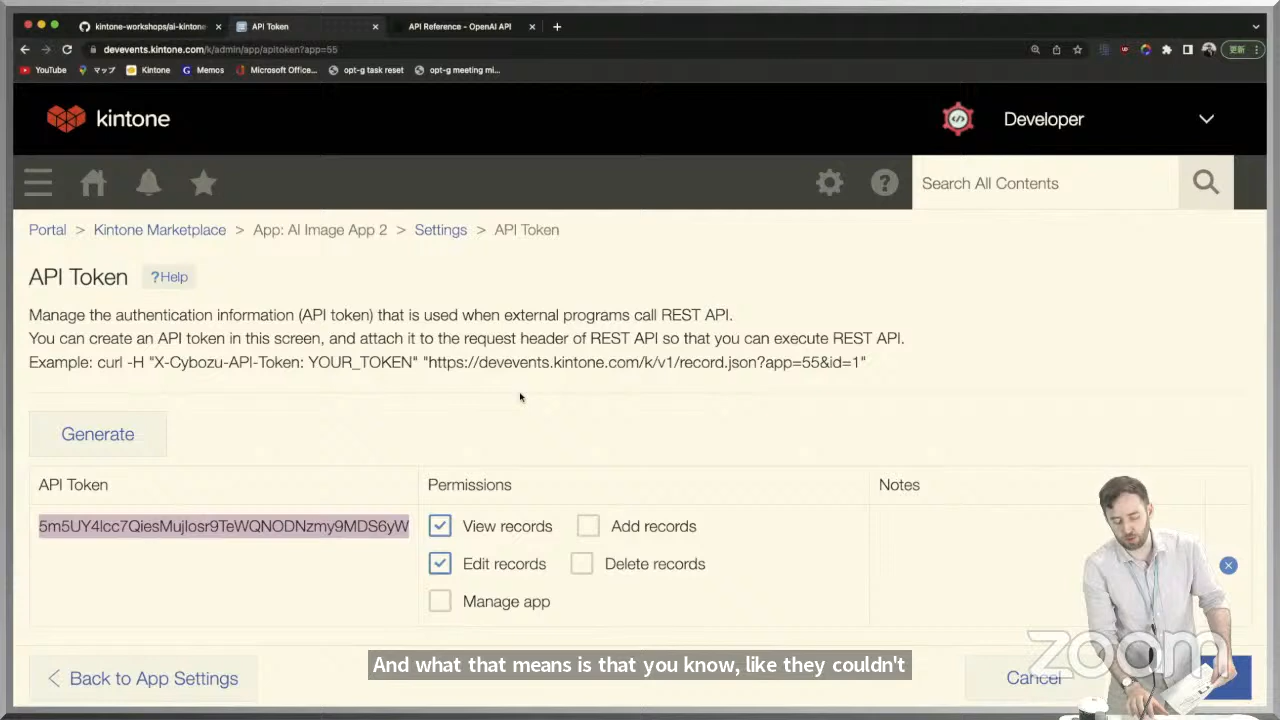 kintone-workshops/ai-kintone
API Token
API Reference - OpenAI API
devevents.kintone.com/k/admin/app/apitoken?app=55
更新
YouTube
マップ
Kintone
Memos
Microsoft Office...
opt-g task reset
opt-g meeting mi...
kintone
Developer
Search All Contents
Portal > Kintone Marketplace > App: AI Image App 2 > Settings > API Token
API Token
?Help
Manage the authentication information (API token) that is used when external programs call REST API.
You can create an API token in this screen, and attach it to the request header of REST API so that you can execute REST API.
Example: curl -H "X-Cybozu-API-Token: YOUR_TOKEN" "https://devevents.kintone.com/k/v1/record.json?app=55&id=1"
Generate
API Token
Permissions
Notes
5m5UY4lcc7QiesMujIosr9TeWQNODNzmy9MDS6yW
View records
Add records
Edit records
Delete records
Manage app
And what that means is that you know, like they couldn't
Back to App Settings
Cancel
zoom